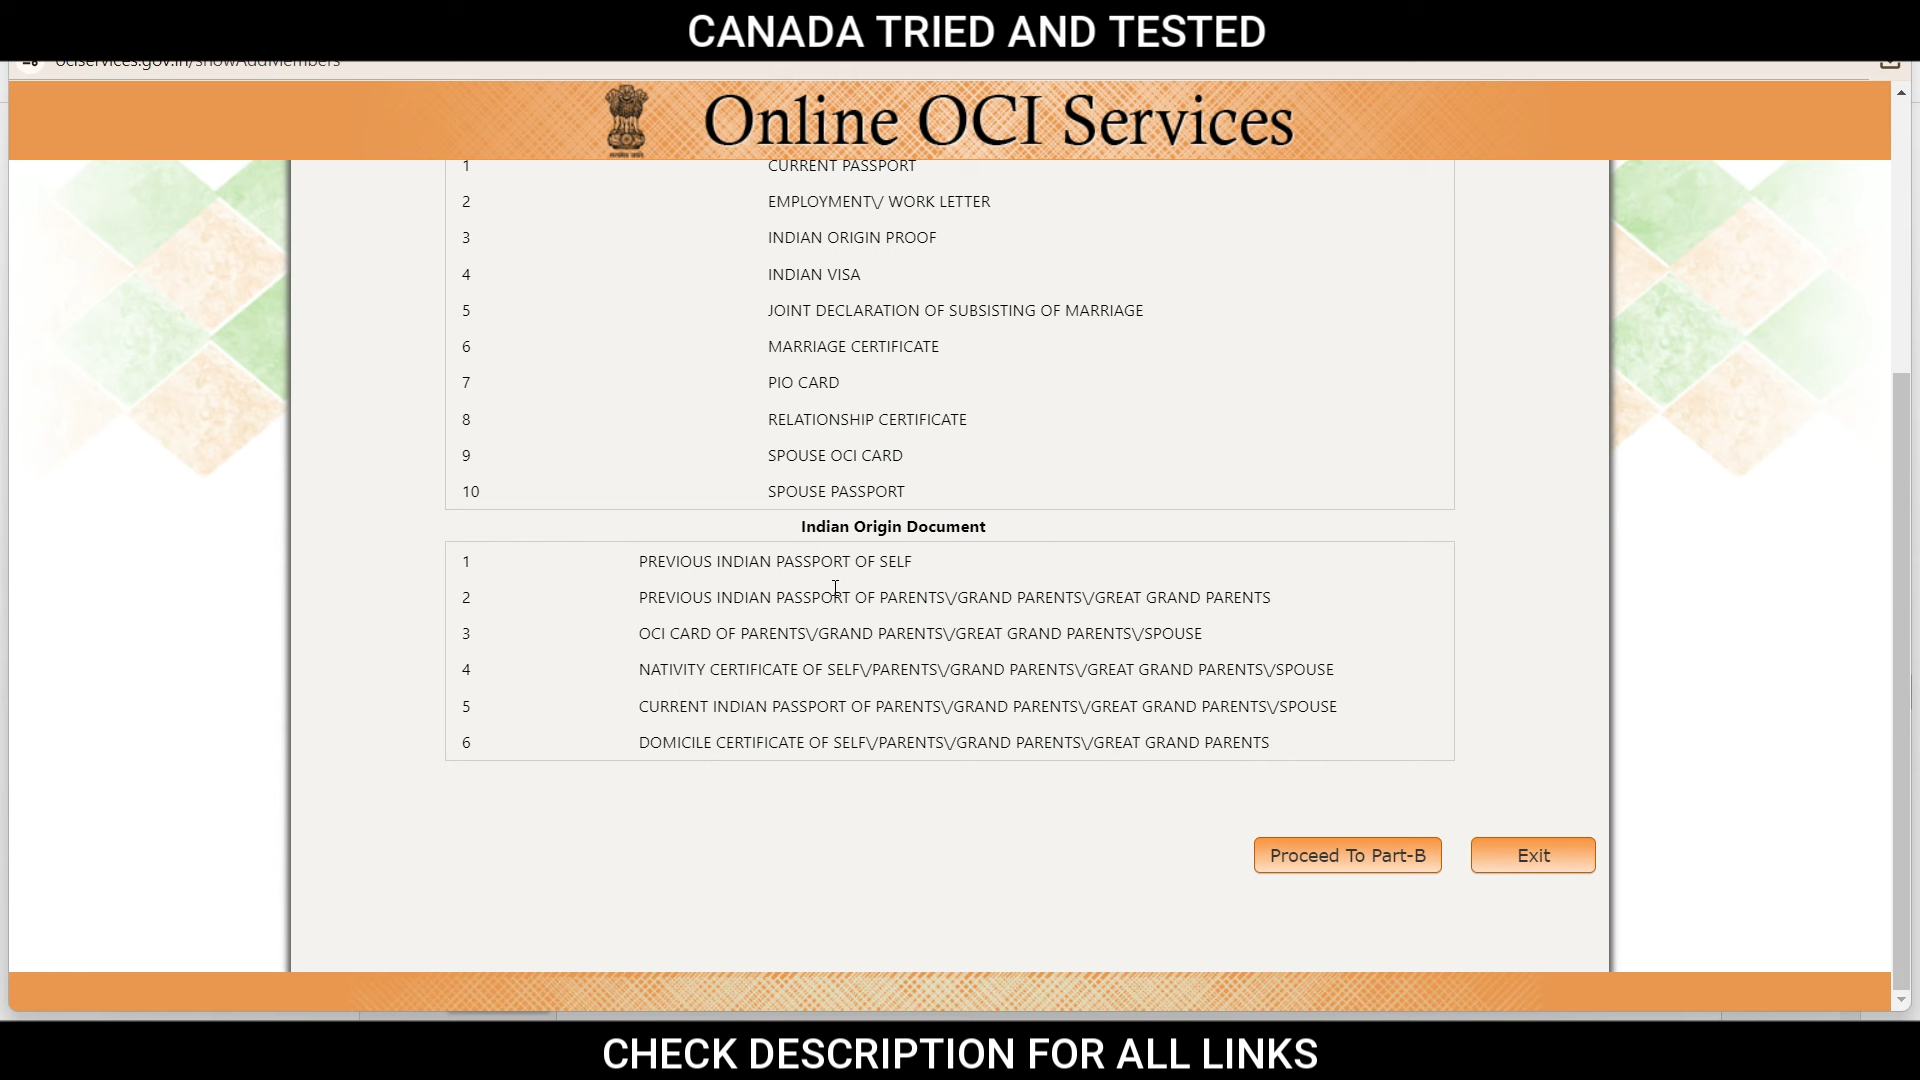 CANADA TRIED AND TESTED
ociservices.gov.in/showAddMembers
Online OCI Services
1 CURRENT PASSPORT
2 EMPLOYMENT\/ WORK LETTER
3 INDIAN ORIGIN PROOF
4 INDIAN VISA
5 JOINT DECLARATION OF SUBSISTING OF MARRIAGE
6 MARRIAGE CERTIFICATE
7 PIO CARD
8 RELATIONSHIP CERTIFICATE
9 SPOUSE OCI CARD
10 SPOUSE PASSPORT
Indian Origin Document
1 PREVIOUS INDIAN PASSPORT OF SELF
2 PREVIOUS INDIAN PASSPORT OF PARENTS\/GRAND PARENTS\/GREAT GRAND PARENTS
3 OCI CARD OF PARENTS\/GRAND PARENTS\/GREAT GRAND PARENTS\/SPOUSE
4 NATIVITY CERTIFICATE OF SELF\/PARENTS\/GRAND PARENTS\/GREAT GRAND PARENTS\/SPOUSE
5 CURRENT INDIAN PASSPORT OF PARENTS\/GRAND PARENTS\/GREAT GRAND PARENTS\/SPOUSE
6 DOMICILE CERTIFICATE OF SELF\/PARENTS\/GRAND PARENTS\/GREAT GRAND PARENTS
Proceed To Part-B Exit
CHECK DESCRIPTION FOR ALL LINKS